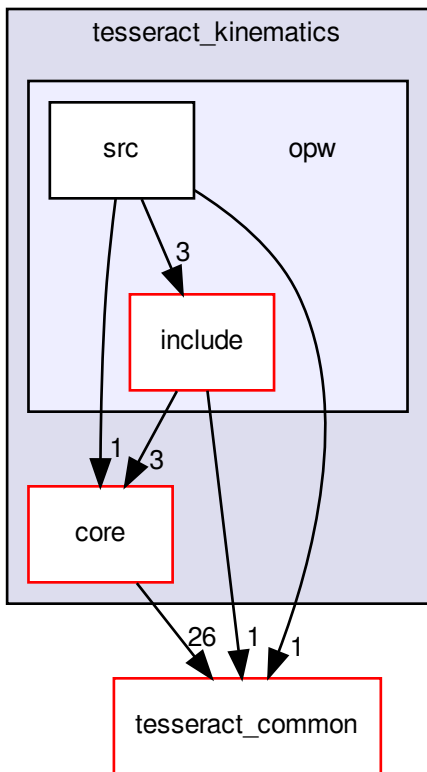 tesseract_kinematics
src
opw
3
include
1
3
core
26
1
1
tesseract_common